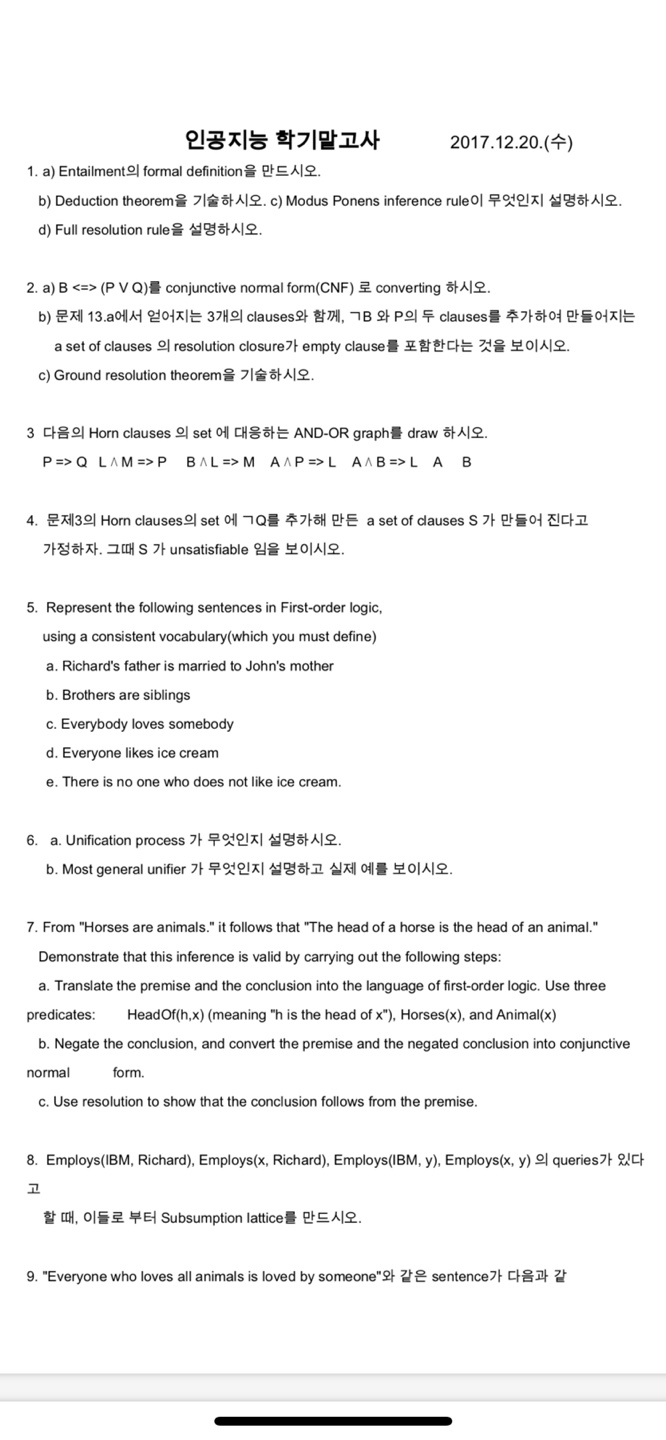 인공지능 학기말고사 2017.12.20.(수)
1. a) Entailment의 formal definition을 만드시오.
b) Deduction theorem을 기술하시오. c) Modus Ponens inference rule이 무엇인지 설명하시오.
d) Full resolution rule을 설명하시오.
2. a) B <=> (P V Q)를 conjunctive normal form(CNF) 로 converting 하시오.
b) 문제 13.a에서 얻어지는 3개의 clauses와 함께, ㄱB 와 P의 두 clauses를 추가하여 만들어지는
a set of clauses 의 resolution closure가 empty clause를 포함한다는 것을 보이시오.
c) Ground resolution theorem을 기술하시오.
3 다음의 Horn clauses 의 set 에 대응하는 AND-OR graph를 draw 하시오.
P => Q L ∧ M => P B ∧ L => M A ∧ P => L A ∧ B => L A B
4. 문제3의 Horn clauses의 set 에 ㄱQ를 추가해 만든 a set of clauses S 가 만들어 진다고
가정하자. 그때 S 가 unsatisfiable 임을 보이시오.
5. Represent the following sentences in First-order logic,
using a consistent vocabulary(which you must define)
a. Richard's father is married to John's mother
b. Brothers are siblings
c. Everybody loves somebody
d. Everyone likes ice cream
e. There is no one who does not like ice cream.
6. a. Unification process 가 무엇인지 설명하시오.
b. Most general unifier 가 무엇인지 설명하고 실제 예를 보이시오.
7. From "Horses are animals." it follows that "The head of a horse is the head of an animal."
Demonstrate that this inference is valid by carrying out the following steps:
a. Translate the premise and the conclusion into the language of first-order logic. Use three
predicates: HeadOf(h,x) (meaning "h is the head of x"), Horses(x), and Animal(x)
b. Negate the conclusion, and convert the premise and the negated conclusion into conjunctive
normal form.
c. Use resolution to show that the conclusion follows from the premise.
8. Employs(IBM, Richard), Employs(x, Richard), Employs(IBM, y), Employs(x, y) 의 queries가 있다
고
할 때, 이들로 부터 Subsumption lattice를 만드시오.
9. "Everyone who loves all animals is loved by someone"와 같은 sentence가 다음과 같